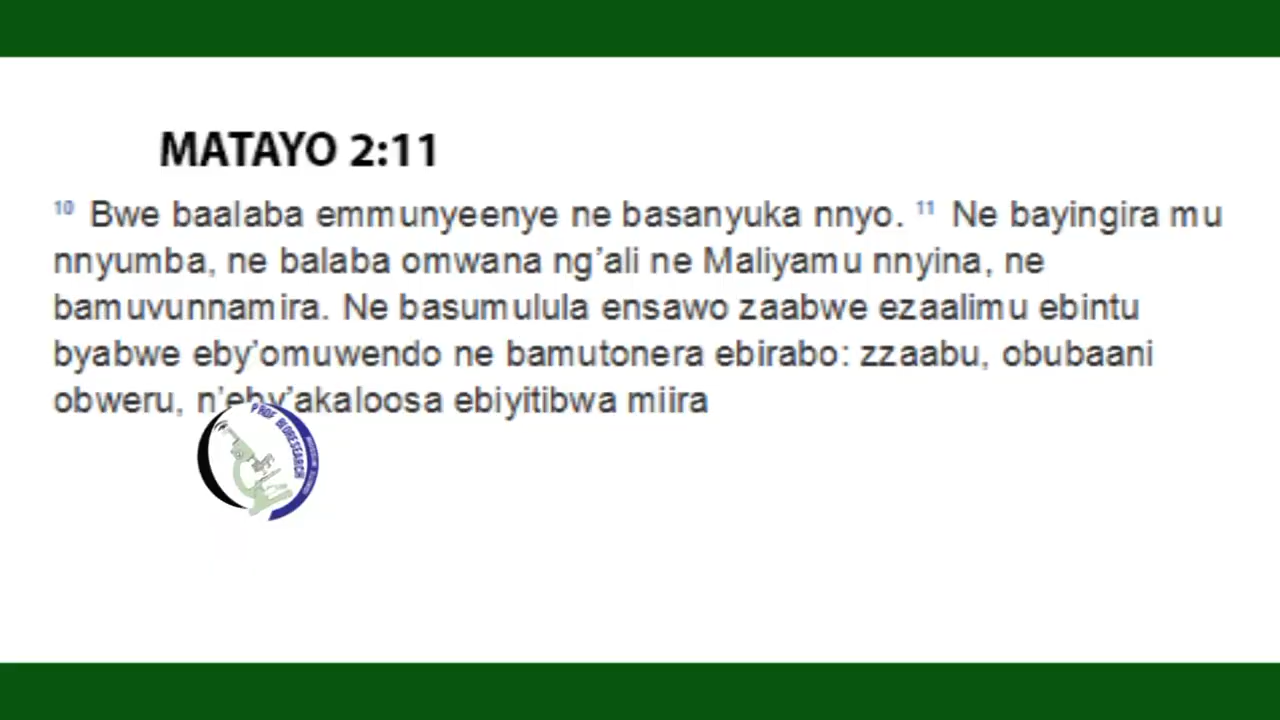 MATAYO 2:11
10 Bwe baalaba emmunyeenye ne basanyuka nnyo. 11 Ne bayingira mu
nnyumba, ne balaba omwana ng’ali ne Maliyamu nnyina, ne
bamuvunnamira. Ne basumulula ensawo zaabwe ezaalimu ebintu
byabwe eby’omuwendo ne bamutonera ebirabo: zzaabu, obubaani
obweru, n’eby’akaloosa ebiyitibwa miira
PROF BIORESEARCH